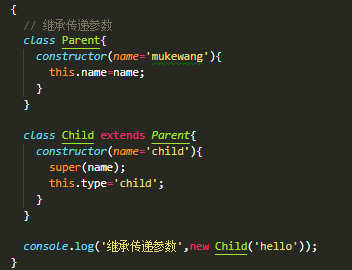 {
// 继承传递参数
class Parent{
constructor(name='mukewang'){
this.name=name;
}
}
class Child extends Parent{
constructor(name='child'){
super(name);
this.type='child';
}
}
console.log('继承传递参数',new Child('hello'));
}